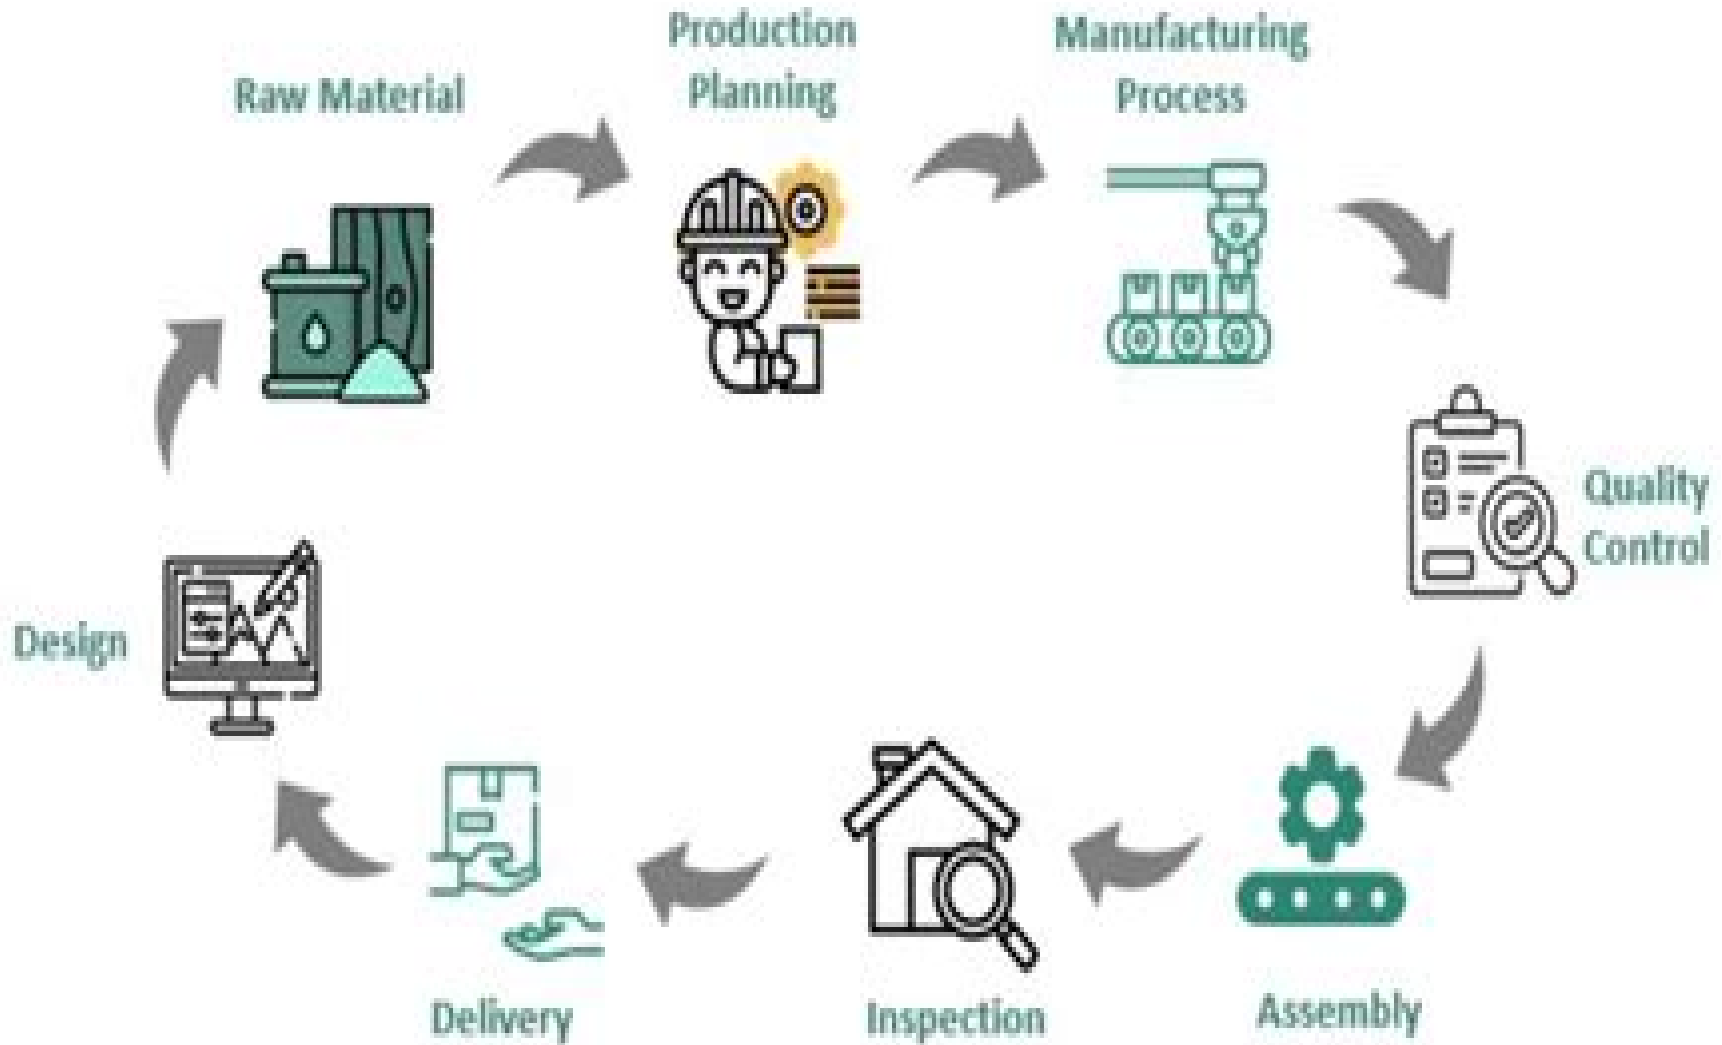 Production
Planning
Manufacturing
Process
Raw Material
Quality
Control
Design
Delivery
Inspection
Assembly